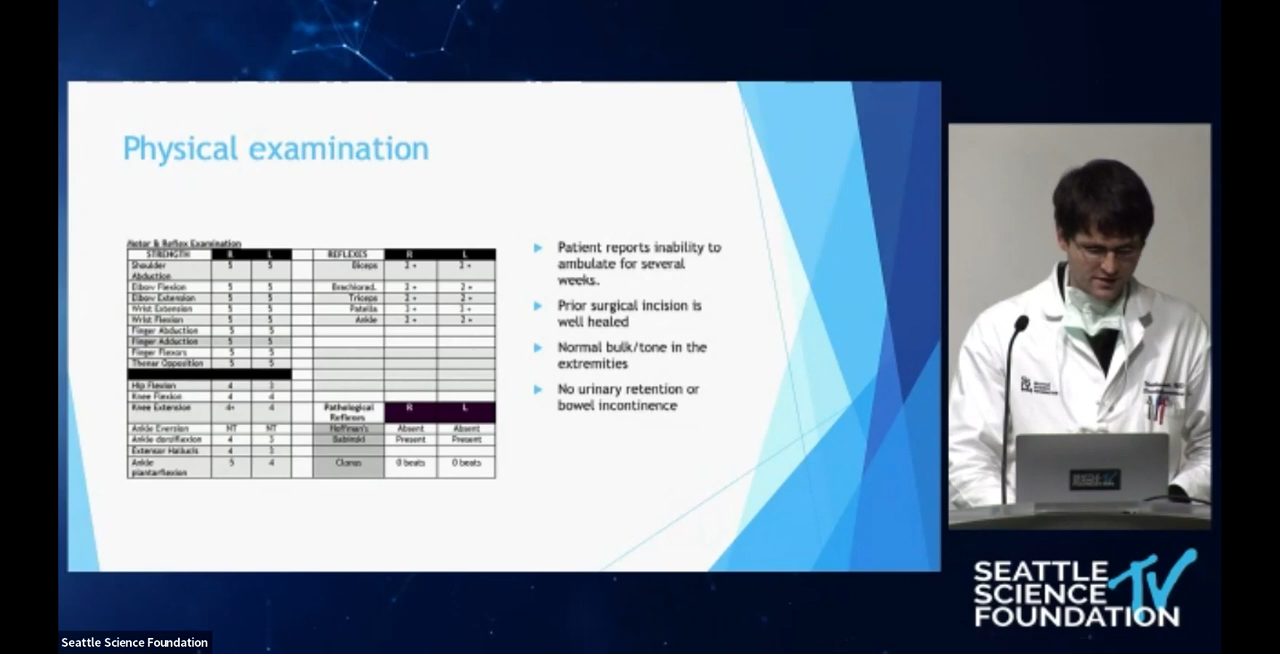 Physical examination
Motor & Reflex Examination
STRENGTH R L REFLEXES R L
Shoulder Abduction 5 5 Biceps
Elbow Flexion 5 5 Brachiorad. 2 + 2 +
Elbow Extension 5 5 Triceps 2 + 2 +
Wrist Extension 5 5 Patella
Wrist Flexion 5 5 Ankle 2 + 2 +
Finger Abduction 5 5
Finger Adduction 5 5
Finger Flexors 5 5
Thenar Opposition 5 5
Hip Flexion 4 3
Knee Flexion 4 4
Knee Extension 4+ 4 Pathological Reflexes R L
Ankle Eversion NT NT Hoffman's Absent Absent
Ankle dorsiflexion 4 3 Babinski Present Present
Extensor Hallucis 4 3
Ankle plantarflexion 5 4 Clonus 0 beats 0 beats
Patient reports inability to
ambulate for several
weeks.
Prior surgical incision is
well healed
Normal bulk/tone in the
extremities
No urinary retention or
bowel incontinence
SEATTLE
SCIENCE TV
FOUNDATION
Seattle Science Foundation